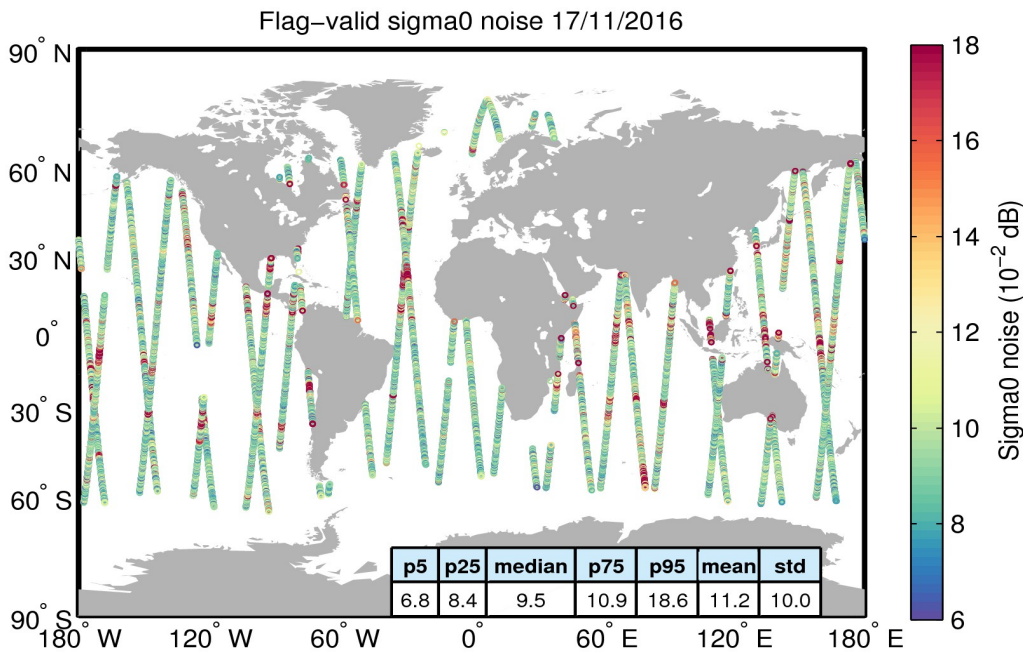 Flag−valid sigma0 noise 17/11/2016
90° N
60° N
30° N
0°
30° S
60° S
90° S
180° W
120° W
60° W
0°
60° E
120° E
180° E
p5 p25 median p75 p95 mean std
6.8 8.4 9.5 10.9 18.6 11.2 10.0
18
16
14
12
10
8
6
Sigma0 noise (10⁻² dB)